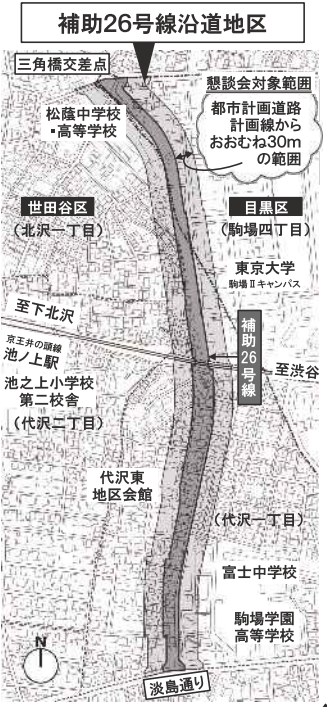 補助26号線沿道地区
三角橋交差点
懇談会対象範囲
都市計画道路
計画線から
おおむね30m
の範囲
松蔭中学校
・高等学校
世田谷区
（北沢一丁目）
目黒区
（駒場四丁目）
東京大学
駒場Ⅱキャンパス
至下北沢
補助26号線
京王井の頭線
池ノ上駅
至渋谷
池之上小学校
第二校舎
（代沢二丁目）
代沢東
地区会館
（代沢一丁目）
富士中学校
駒場学園
高等学校
N
淡島通り